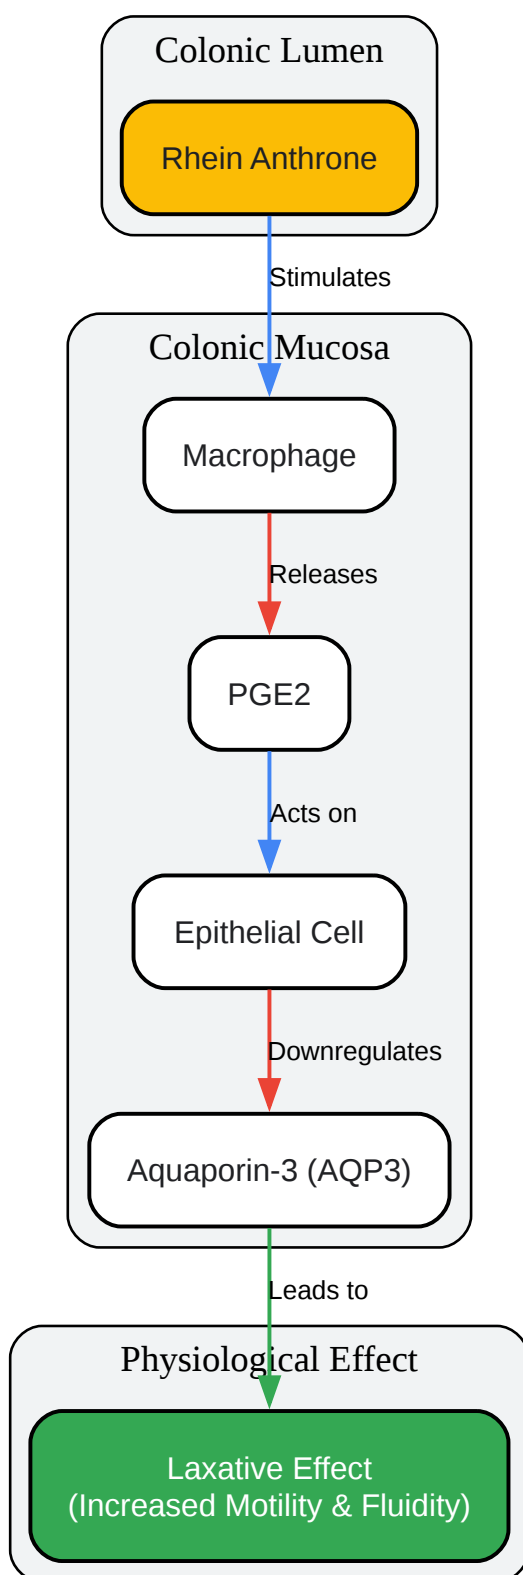 Colonic Lumen
Rhein Anthrone
Stimulates
Colonic Mucosa
Macrophage
Releases
PGE2
Acts on
Epithelial Cell
Downregulates
Aquaporin-3 (AQP3)
Leads to
Physiological Effect
Laxative Effect
(Increased Motility & Fluidity)